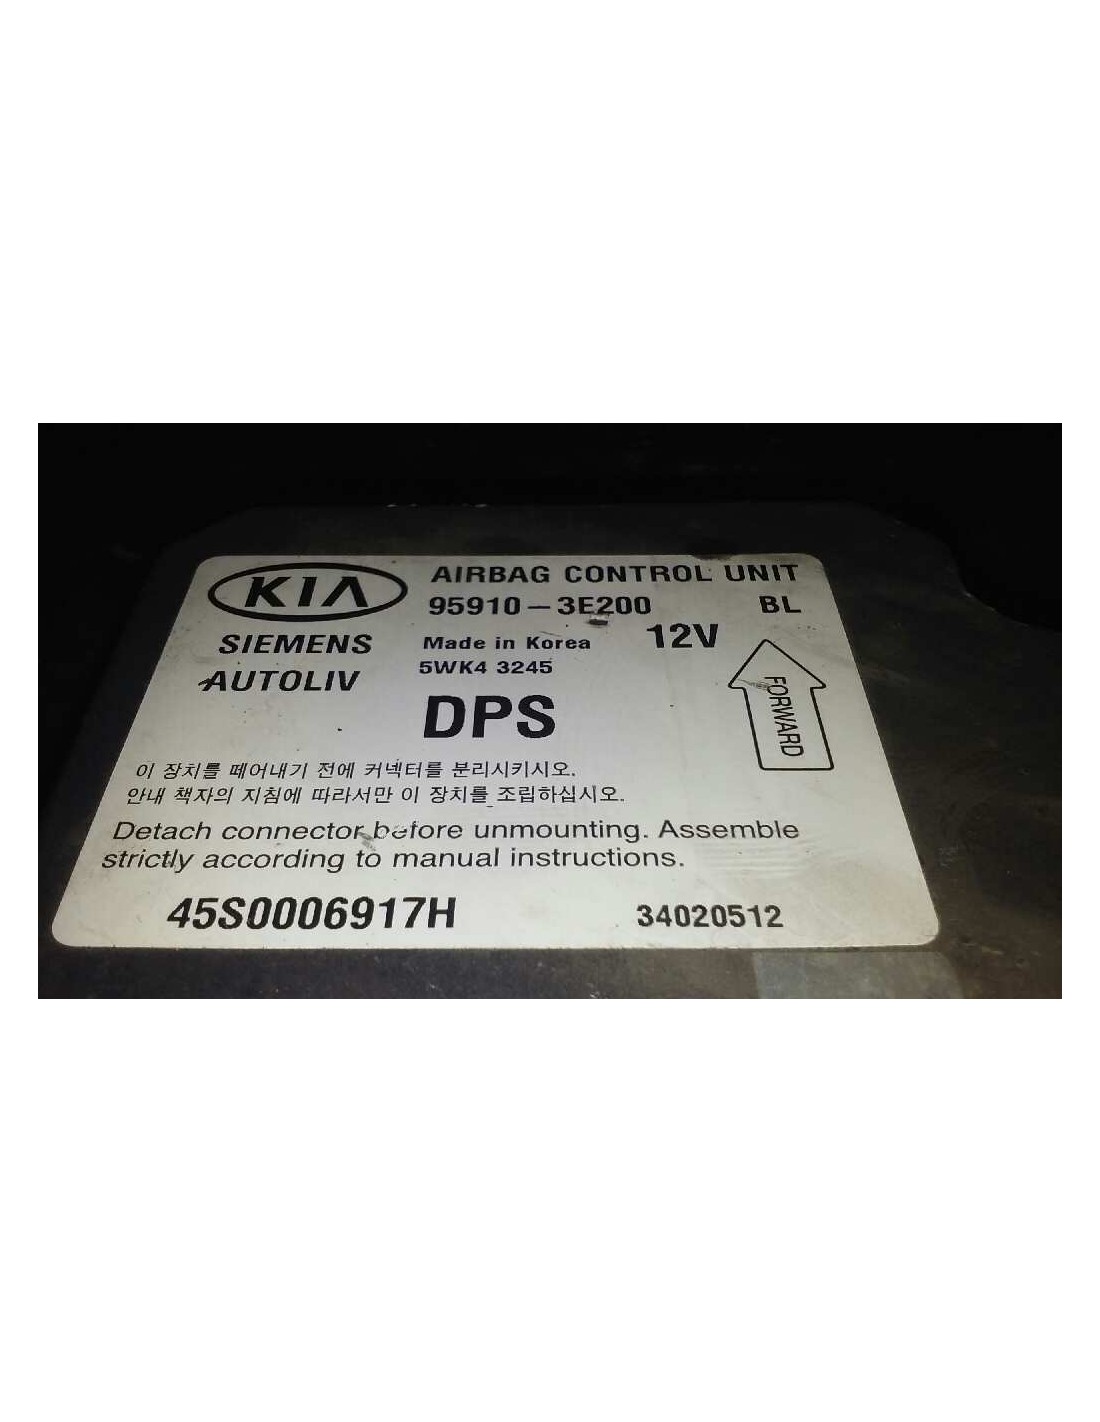 KIA
AIRBAG CONTROL UNIT
95910-3E200 BL
SIEMENS
AUTOLIV
Made in Korea 12V
5WK4 3245
DPS
FORWARD
이 장치를 떼어내기 전에 커넥터를 분리시키시오.
안내 책자의 지침에 따라서만 이 장치를 조립하십시오.
Detach connector before unmounting. Assemble
strictly according to manual instructions.
45S0006917H 34020512